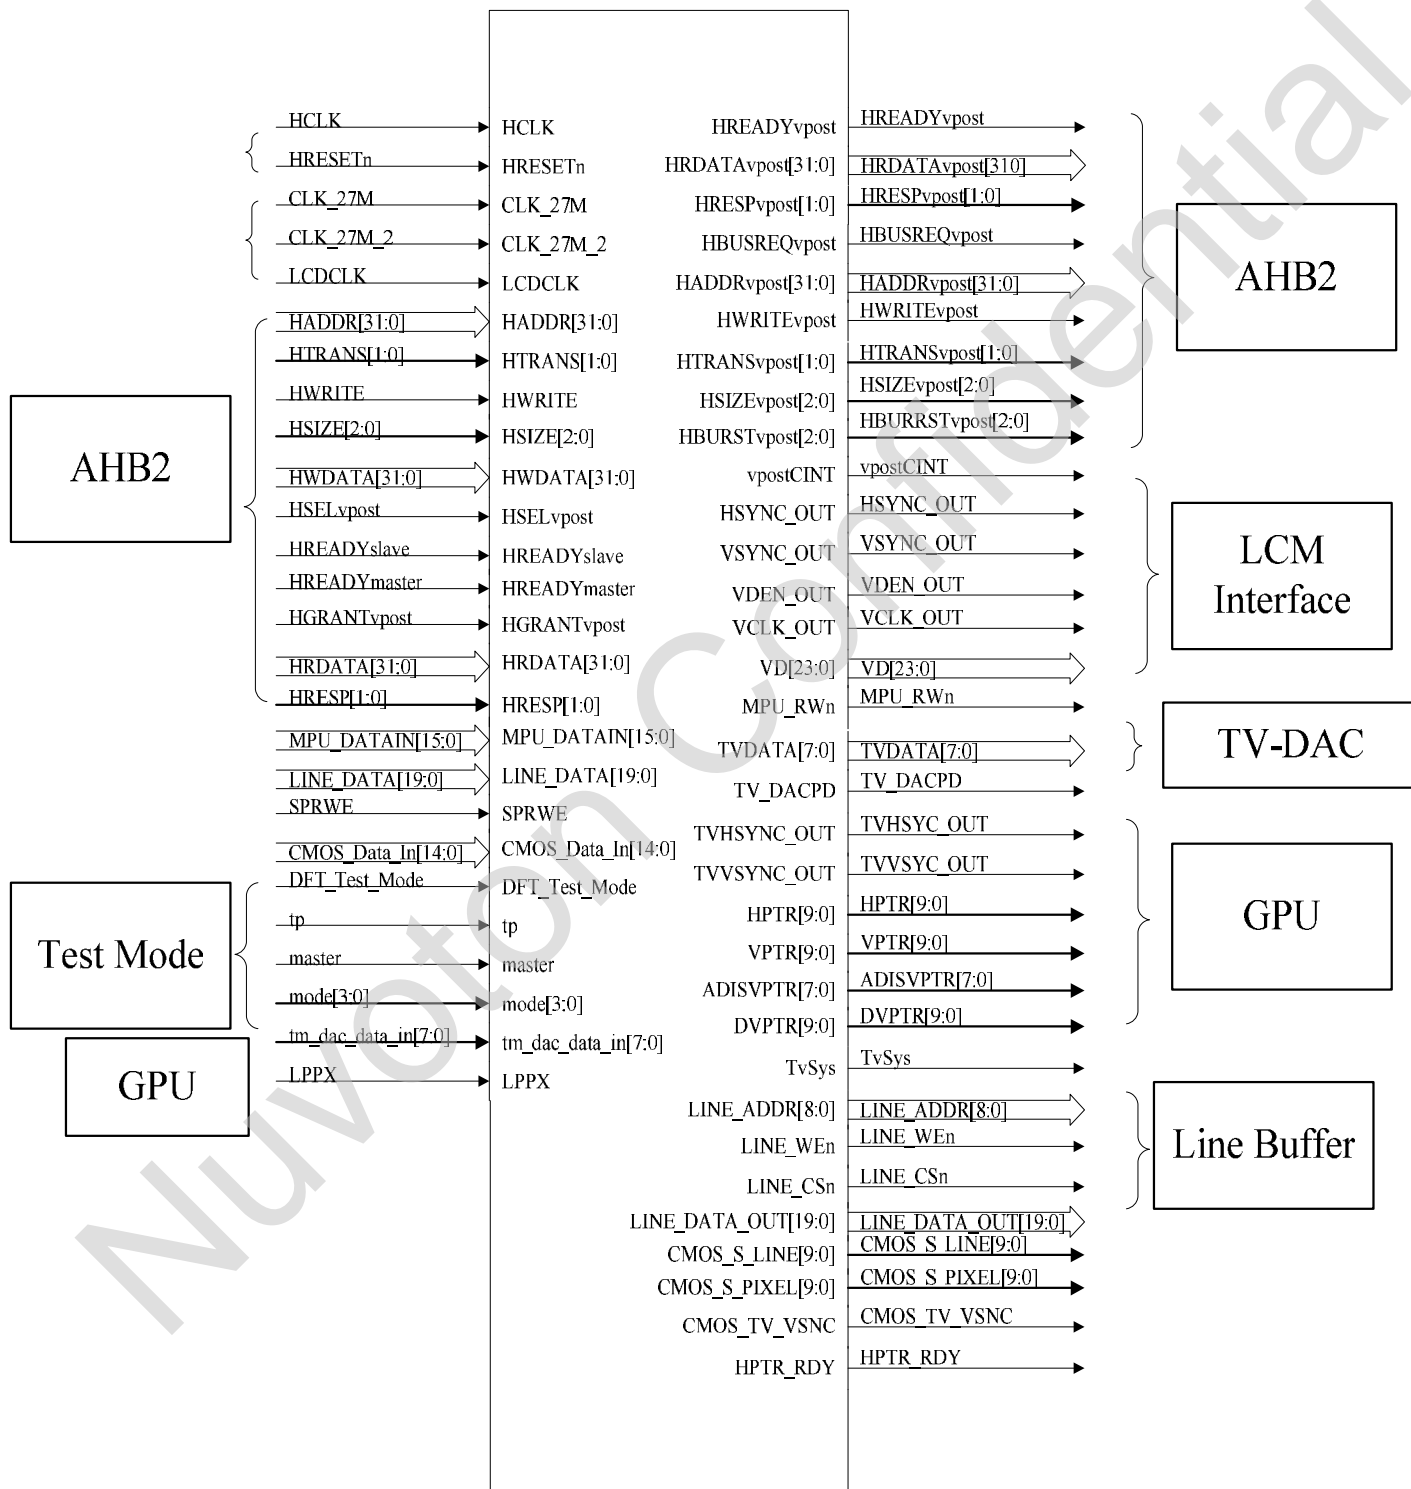 HCLK
HRESETn
CLK_27M
CLK_27M_2
LCDCLK
HADDR[31:0]
HTRANS[1:0]
HWRITE
HSIZE[2:0]
HWDATA[31:0]
HSELvpost
HREADYslave
HREADYmaster
HGRANTvpost
HRDATA[31:0]
HRESP[1:0]
MPU_DATAIN[15:0]
LINE_DATA[19:0]
SPRWE
CMOS_Data_In[14:0]
DFT_Test_Mode
tp
master
mode[3:0]
tm_dac_data_in[7:0]
LPPX
AHB2
Test Mode
GPU
HCLK
HRESETn
CLK_27M
CLK_27M_2
LCDCLK
HADDR[31:0]
HTRANS[1:0]
HWRITE
HSIZE[2:0]
HWDATA[31:0]
HSELvpost
HREADYslave
HREADYmaster
HGRANTvpost
HRDATA[31:0]
HRESP[1:0]
MPU_DATAIN[15:0]
LINE_DATA[19:0]
SPRWE
CMOS_Data_In[14:0]
DFT_Test_Mode
tp
master
mode[3:0]
tm_dac_data_in[7:0]
LPPX
HREADYvpost
HRDATAvpost[31:0]
HRESPvpost[1:0]
HBUSREQvpost
HADDRvpost[31:0]
HWRITEvpost
HTRANSvpost[1:0]
HSIZEvpost[2:0]
HBURSTvpost[2:0]
vpostCINT
HSYNC_OUT
VSYNC_OUT
VDEN_OUT
VCLK_OUT
VD[23:0]
MPU_RWn
TVDATA[7:0]
TV_DACPD
TVHSYNC_OUT
TVVSYNC_OUT
HPTR[9:0]
VPTR[9:0]
ADISVPTR[7:0]
DVPTR[9:0]
TvSys
LINE_ADDR[8:0]
LINE_WEn
LINE_CSn
LINE_DATA_OUT[19:0]
CMOS_S_LINE[9:0]
CMOS_S_PIXEL[9:0]
CMOS_TV_VSNC
HPTR_RDY
HREADYvpost
HRDATAvpost[310]
HRESPvpost[1:0]
HBUSREQvpost
HADDRvpost[31:0]
HWRITEvpost
HTRANSvpost[1:0]
HSIZEvpost[2:0]
HBURRSTvpost[2:0]
vpostCINT
HSYNC_OUT
VSYNC_OUT
VDEN_OUT
VCLK_OUT
VD[23:0]
MPU_RWn
TVDATA[7:0]
TV_DACPD
TVHSYC_OUT
TVVSYC_OUT
HPTR[9:0]
VPTR[9:0]
ADISVPTR[7:0]
DVPTR[9:0]
TvSys
LINE_ADDR[8:0]
LINE_WEn
LINE_CSn
LINE_DATA_OUT[19:0]
CMOS_S_LINE[9:0]
CMOS_S_PIXEL[9:0]
CMOS_TV_VSNC
HPTR_RDY
AHB2
LCM
Interface
TV-DAC
GPU
Line Buffer
Nuvoton Confidential